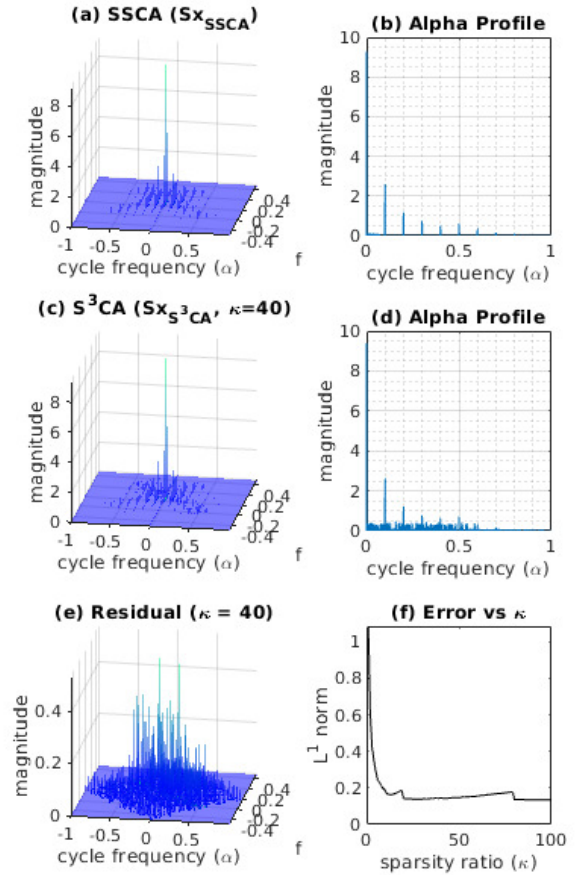 (a) SSCA (Sx_SSCA)
magnitude
8
6
4
2
0
-1 -0.5 0 0.5
0.4
0.2
0
-0.2
-0.4
cycle frequency (α)
f
(b) Alpha Profile
magnitude
10
8
6
4
2
0
0 0.5 1
cycle frequency (α)
(c) S³CA (Sx_S³CA, κ=40)
magnitude
8
6
4
2
0
-1 -0.5 0 0.5
0.4
0.2
0
-0.2
-0.4
cycle frequency (α)
f
(d) Alpha Profile
magnitude
10
8
6
4
2
0
0 0.5 1
cycle frequency (α)
(e) Residual (κ = 40)
magnitude
0.4
0.2
0
-1 -0.5 0 0.5
0.4
0.2
0
-0.2
-0.4
cycle frequency (α)
f
(f) Error vs κ
L¹ norm
1
0.8
0.6
0.4
0.2
0
0 50 100
sparsity ratio (κ)